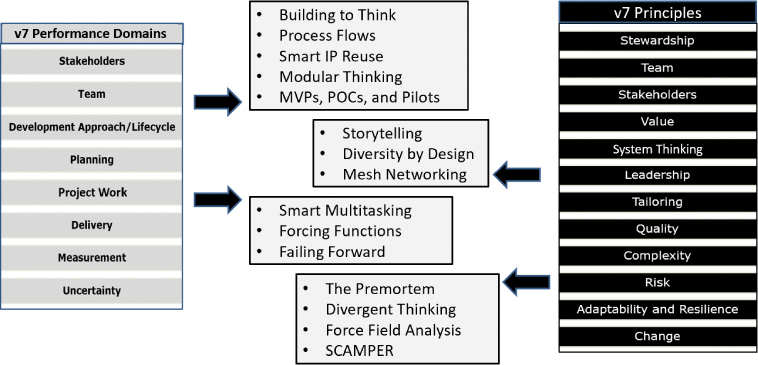 v7 Performance Domains
Stakeholders
Team
Development Approach/Lifecycle
Planning
Project Work
Delivery
Measurement
Uncertainty
• Building to Think
• Process Flows
• Smart IP Reuse
• Modular Thinking
• MVPs, POCs, and Pilots
• Storytelling
• Diversity by Design
• Mesh Networking
• Smart Multitasking
• Forcing Functions
• Failing Forward
• The Premortem
• Divergent Thinking
• Force Field Analysis
• SCAMPER
v7 Principles
Stewardship
Team
Stakeholders
Value
System Thinking
Leadership
Tailoring
Quality
Complexity
Risk
Adaptability and Resilience
Change